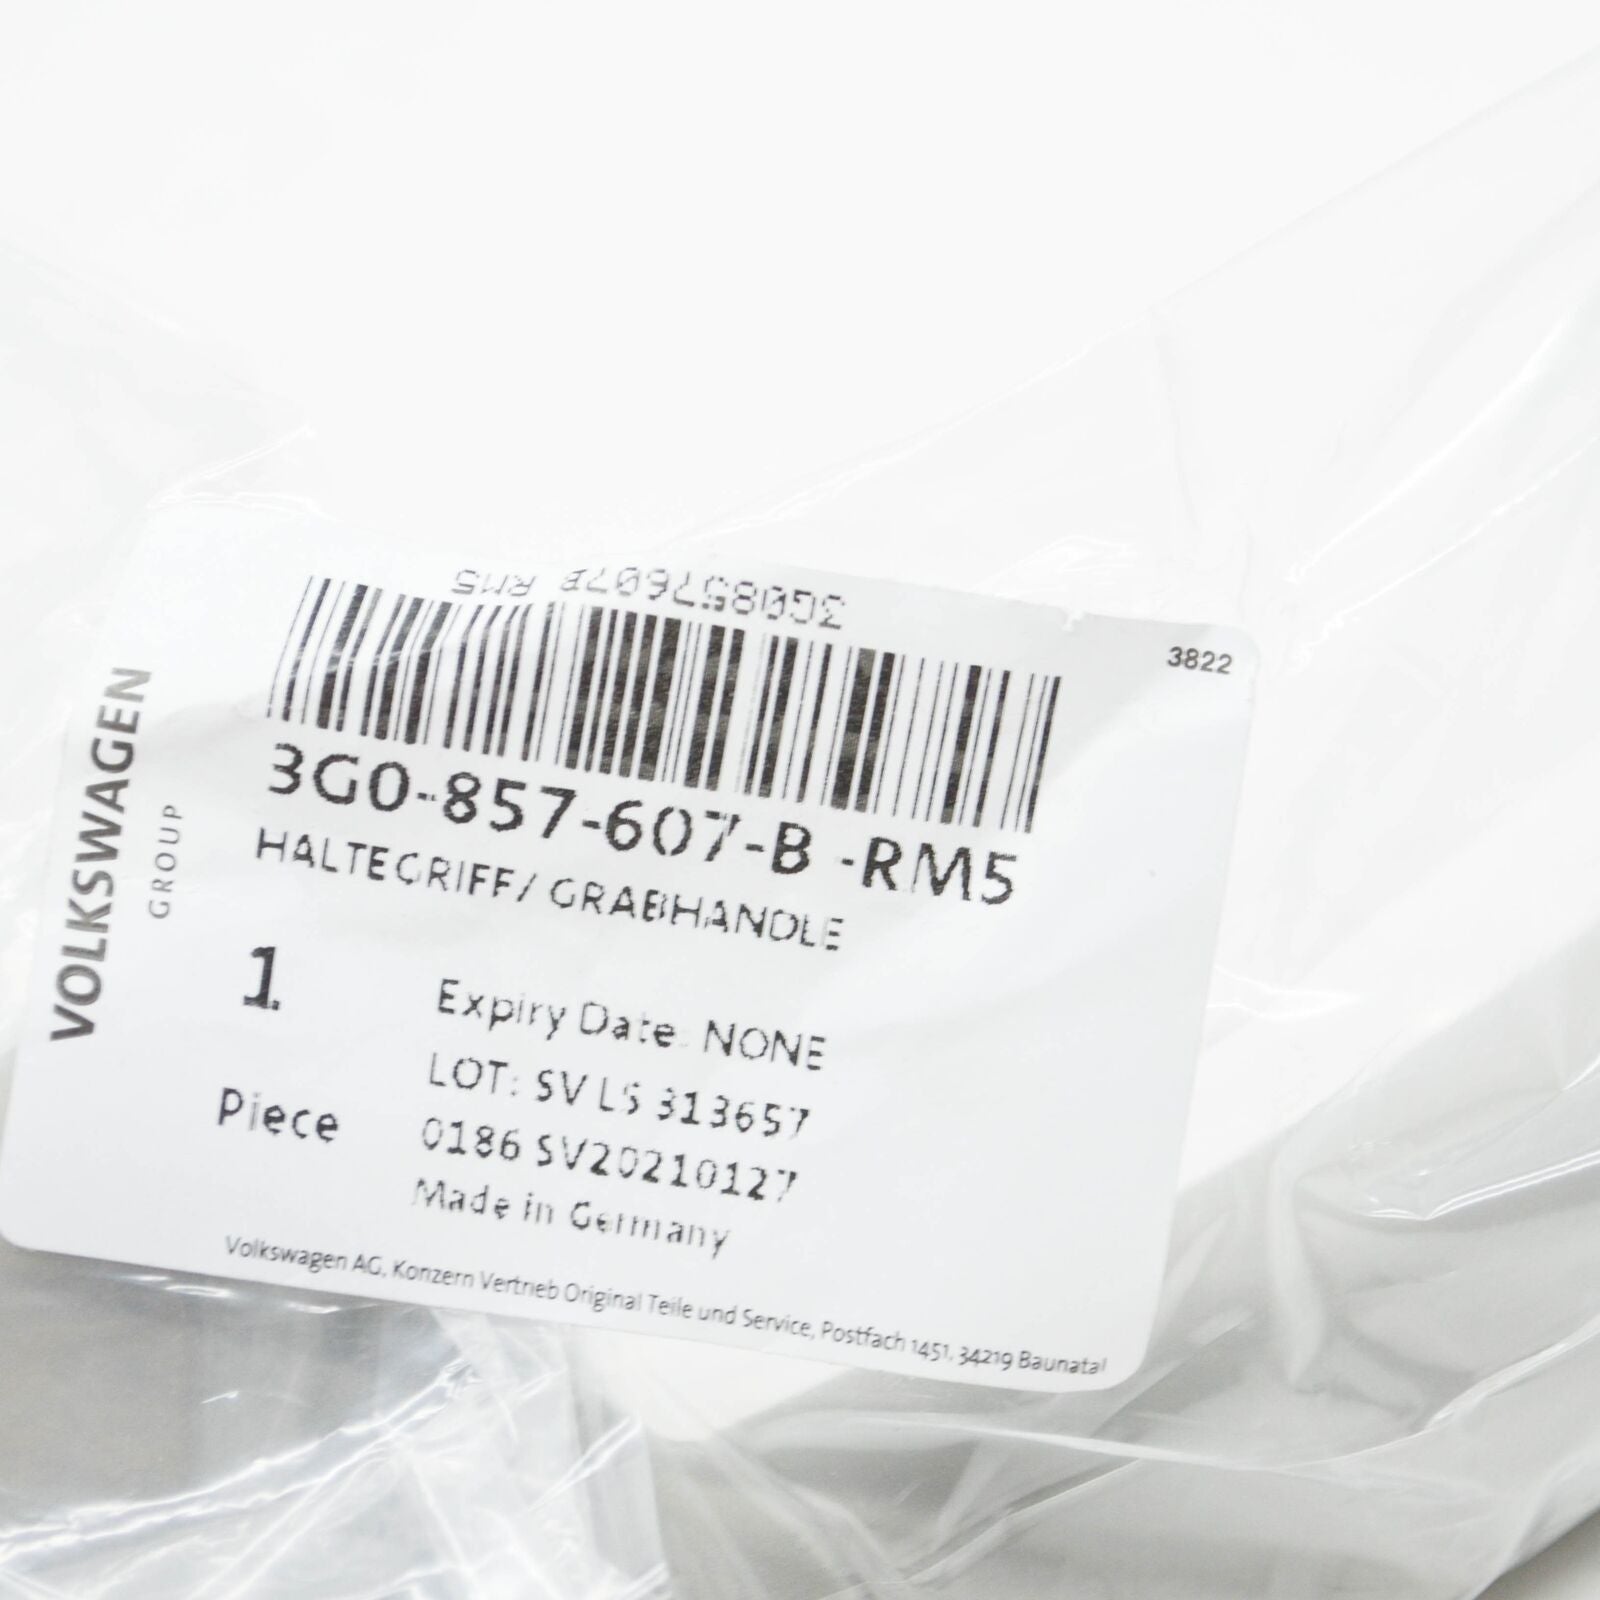 3G0857607B RM5
3822
3G0-857-607-B -RM5
HALTEGRIFF/ GRABHANDLE
1
Piece
Expiry Date: NONE
LOT: SV LS 313657
0186 SV20210127
Made in Germany
Volkswagen AG, Konzern Vertrieb Original Teile und Service, Postfach 1451, 34219 Baunatal
VOLKSWAGEN
GROUP